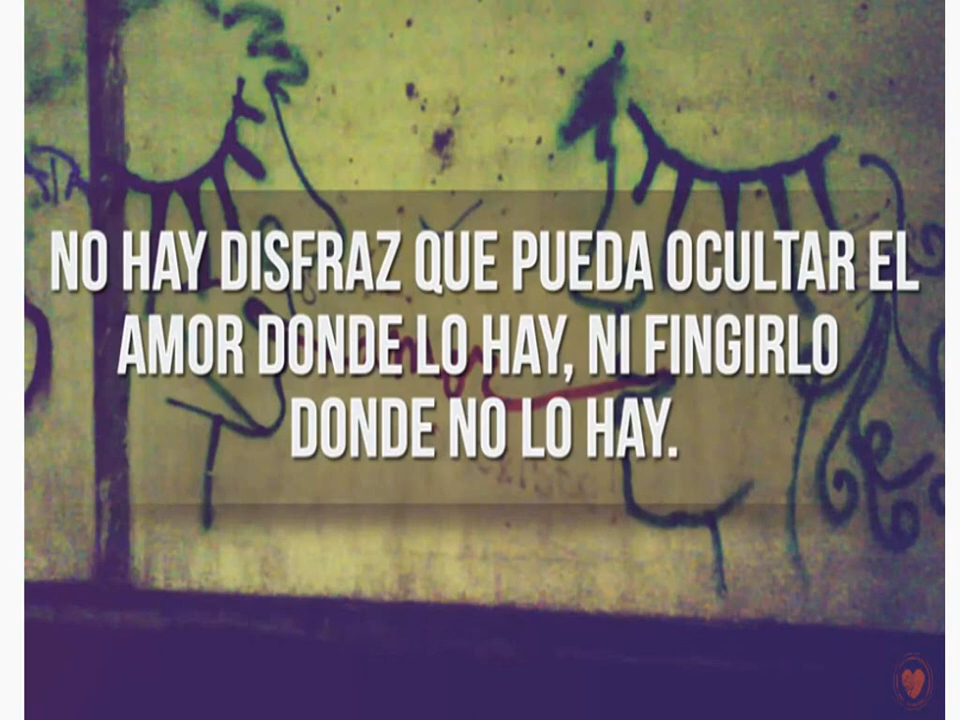 NO HAY DISFRAZ QUE PUEDA OCULTAR EL
AMOR DONDE LO HAY, NI FINGIRLO
DONDE NO LO HAY.